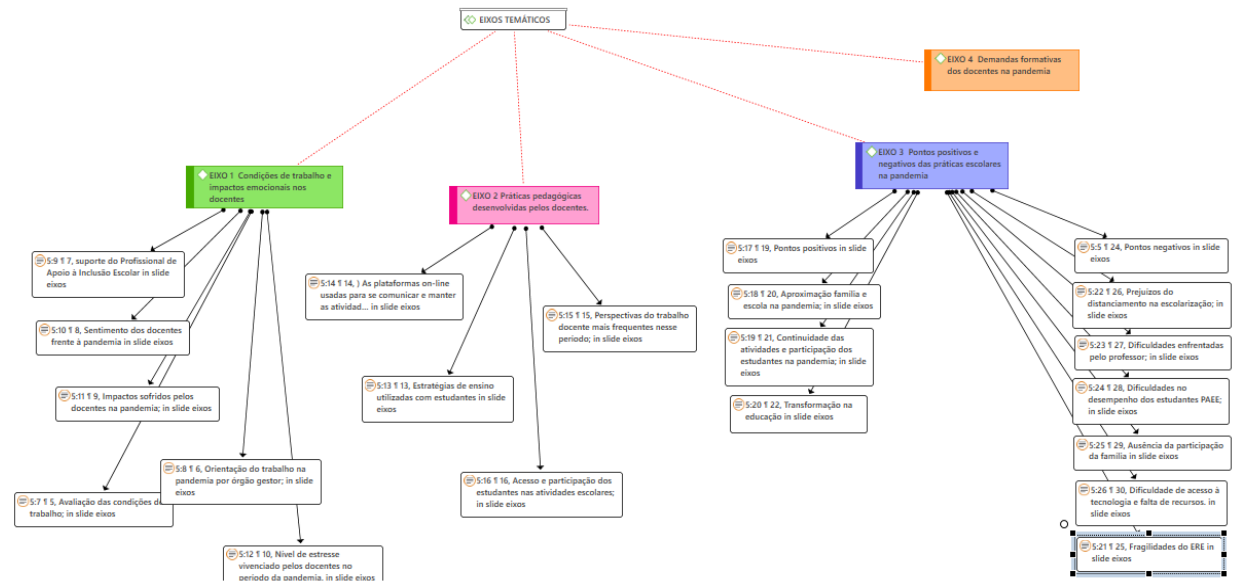 EIXOS TEMÁTICOS
EIXO 4 Demandas formativas
dos docentes na pandemia
EIXO 3 Pontos positivos e
negativos das práticas escolares
na pandemia
EIXO 1 Condições de trabalho e
impactos emocionais nos
docentes
EIXO 2 Práticas pedagógicas
desenvolvidas pelos docentes.
5:9 ¶ 7, suporte do Profissional de
Apoio à Inclusão Escolar in slide
eixos
5:10 ¶ 8, Sentimento dos docentes
frente à pandemia in slide eixos
5:11 ¶ 9, Impactos sofridos pelos
docentes na pandemia; in slide eixos
5:8 ¶ 6, Orientação do trabalho na
pandemia por órgão gestor; in slide
eixos
5:7 ¶ 5, Avaliação das condições de
trabalho; in slide eixos
5:12 ¶ 10, Nível de estresse
vivenciado pelos docentes no
período da pandemia. in slide eixos
5:14 ¶ 14, ) As plataformas on-line
usadas para se comunicar e manter
as atividad... in slide eixos
5:15 ¶ 15, Perspectivas do trabalho
docente mais frequentes nesse
período; in slide eixos
5:13 ¶ 13, Estratégias de ensino
utilizadas com estudantes in slide
eixos
5:16 ¶ 16, Acesso e participação dos
estudantes nas atividades escolares;
in slide eixos
5:17 ¶ 19, Pontos positivos in slide
eixos
5:18 ¶ 20, Aproximação família e
escola na pandemia; in slide eixos
5:19 ¶ 21, Continuidade das
atividades e participação dos
estudantes na pandemia; in slide
eixos
5:20 ¶ 22, Transformação na
educação in slide eixos
5:5 ¶ 24, Pontos negativos in slide
eixos
5:22 ¶ 26, Prejuízos do
distanciamento na escolarização; in
slide eixos
5:23 ¶ 27, Dificuldades enfrentadas
pelo professor; in slide eixos
5:24 ¶ 28, Dificuldades no
desempenho dos estudantes PAEE;
in slide eixos
5:25 ¶ 29, Ausência da participação
da família in slide eixos
5:26 ¶ 30, Dificuldade de acesso à
tecnologia e falta de recursos. in
slide eixos
5:21 ¶ 25, Fragilidades do ERE in
slide eixos